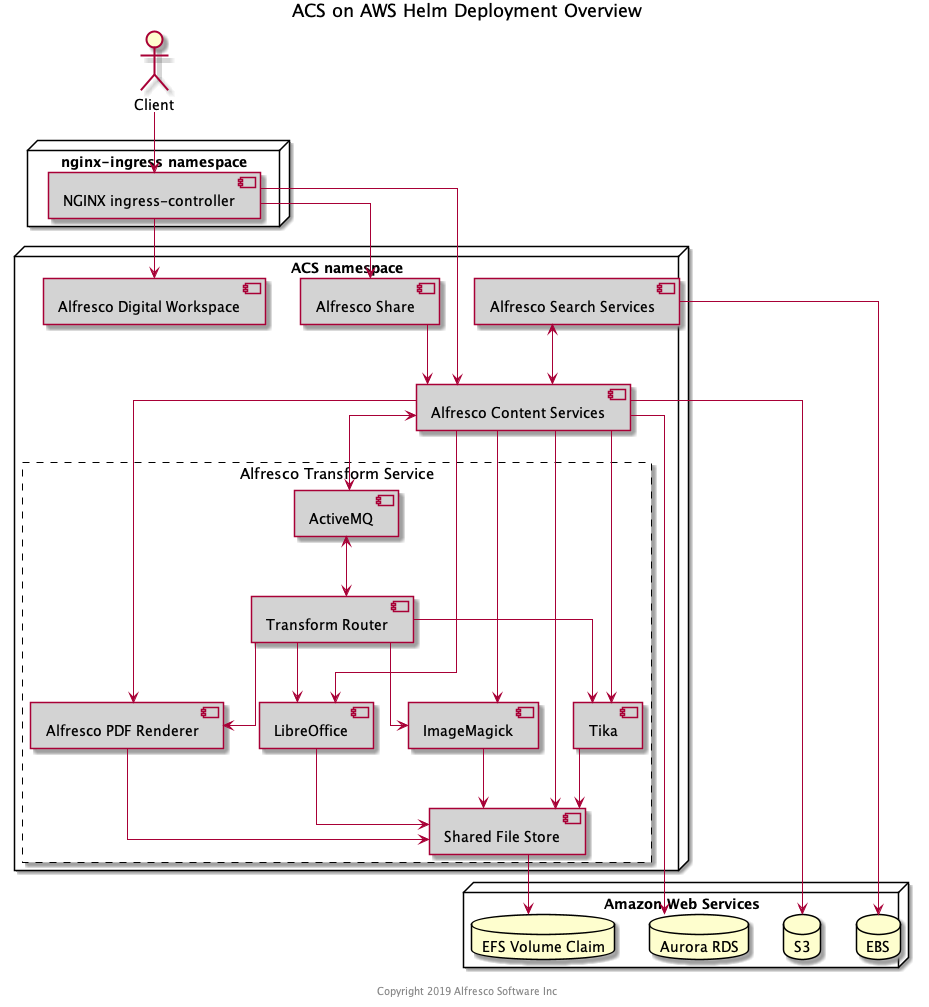 ACS on AWS Helm Deployment Overview
Client
nginx-ingress namespace
NGINX ingress-controller
ACS namespace
Alfresco Digital Workspace
Alfresco Share
Alfresco Search Services
Alfresco Content Services
Alfresco Transform Service
ActiveMQ
Transform Router
Alfresco PDF Renderer
LibreOffice
ImageMagick
Tika
Shared File Store
Amazon Web Services
EFS Volume Claim
Aurora RDS
S3
EBS
Copyright 2019 Alfresco Software Inc